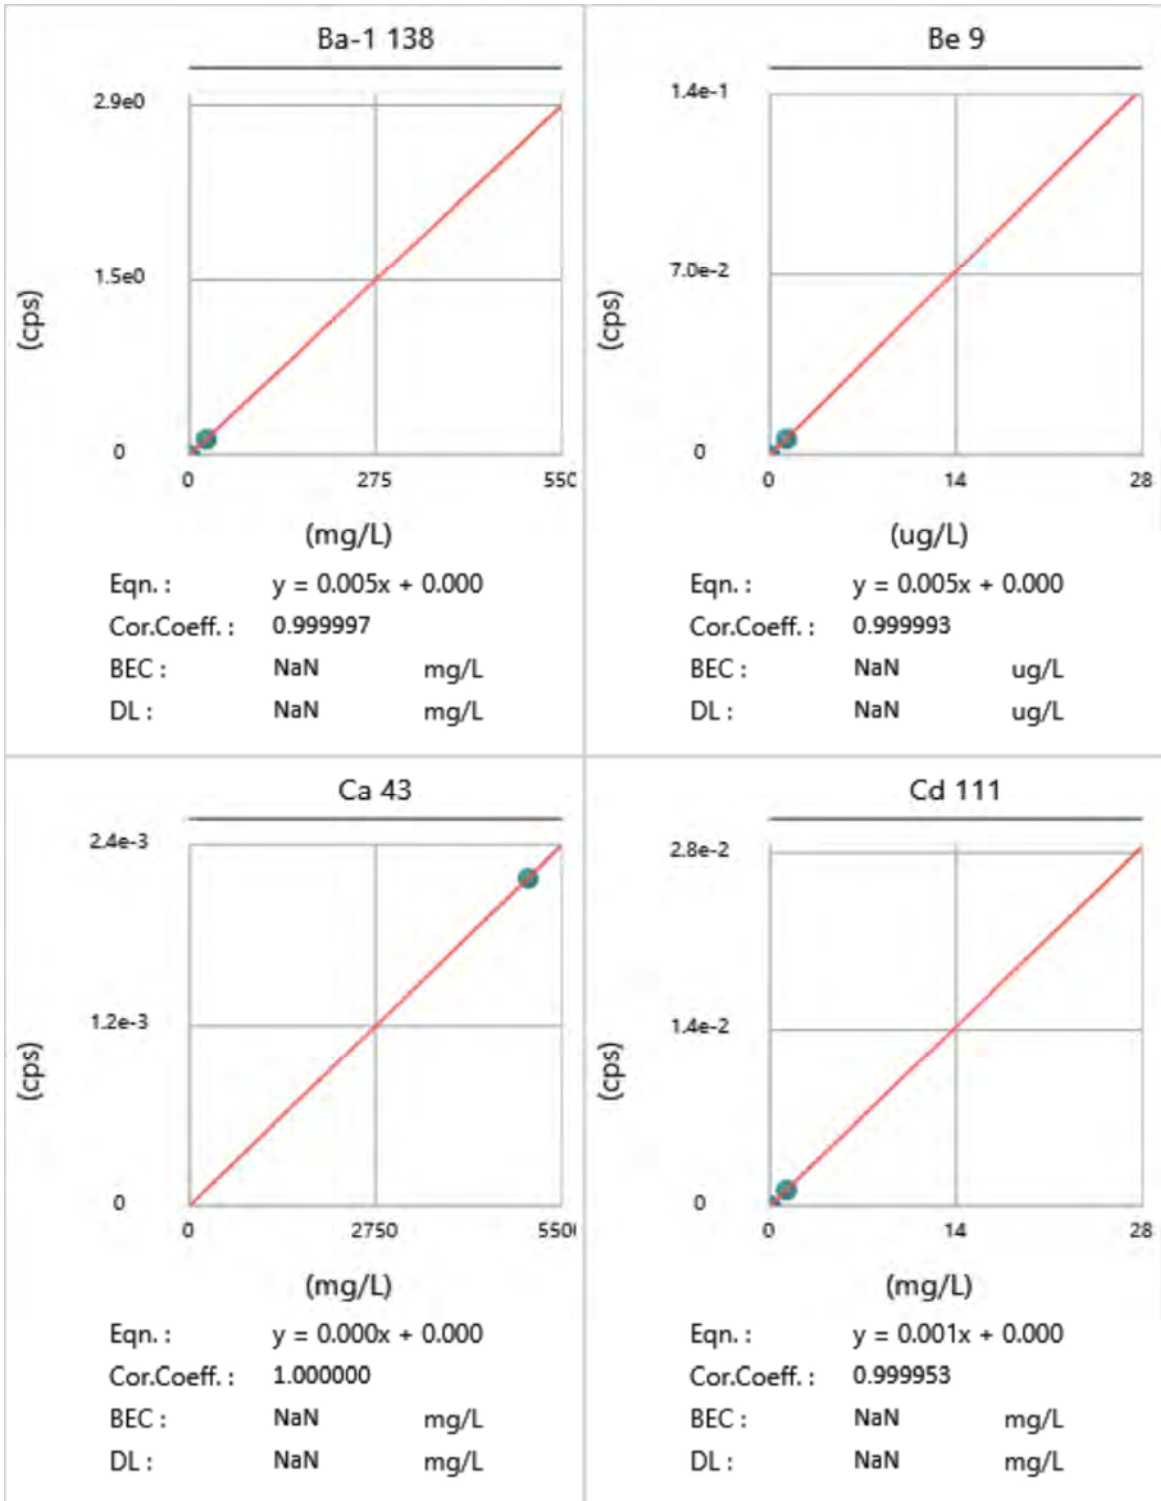 Ba-1 138
2.9e0
1.5e0
0
(cps)
0 275 550
(mg/L)
Eqn. : y = 0.005x + 0.000
Cor.Coeff. : 0.999997
BEC : NaN mg/L
DL : NaN mg/L
Be 9
1.4e-1
7.0e-2
0
(cps)
0 14 28
(ug/L)
Eqn. : y = 0.005x + 0.000
Cor.Coeff. : 0.999993
BEC : NaN ug/L
DL : NaN ug/L
Ca 43
2.4e-3
1.2e-3
0
(cps)
0 2750 5500
(mg/L)
Eqn. : y = 0.000x + 0.000
Cor.Coeff. : 1.000000
BEC : NaN mg/L
DL : NaN mg/L
Cd 111
2.8e-2
1.4e-2
0
(cps)
0 14 28
(mg/L)
Eqn. : y = 0.001x + 0.000
Cor.Coeff. : 0.999953
BEC : NaN mg/L
DL : NaN mg/L